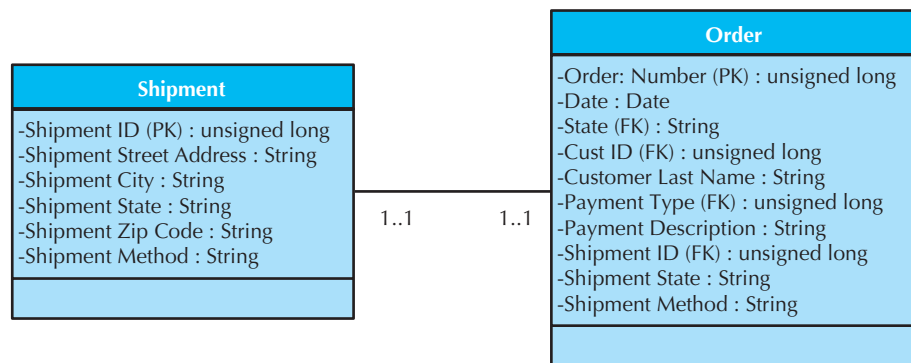 Shipment
-Shipment ID (PK) : unsigned long
-Shipment Street Address : String
-Shipment City : String
-Shipment State : String
-Shipment Zip Code : String
-Shipment Method : String
1..1
1..1
Order
-Order: Number (PK) : unsigned long
-Date : Date
-State (FK) : String
-Cust ID (FK) : unsigned long
-Customer Last Name : String
-Payment Type (FK) : unsigned long
-Payment Description : String
-Shipment ID (FK) : unsigned long
-Shipment State : String
-Shipment Method : String